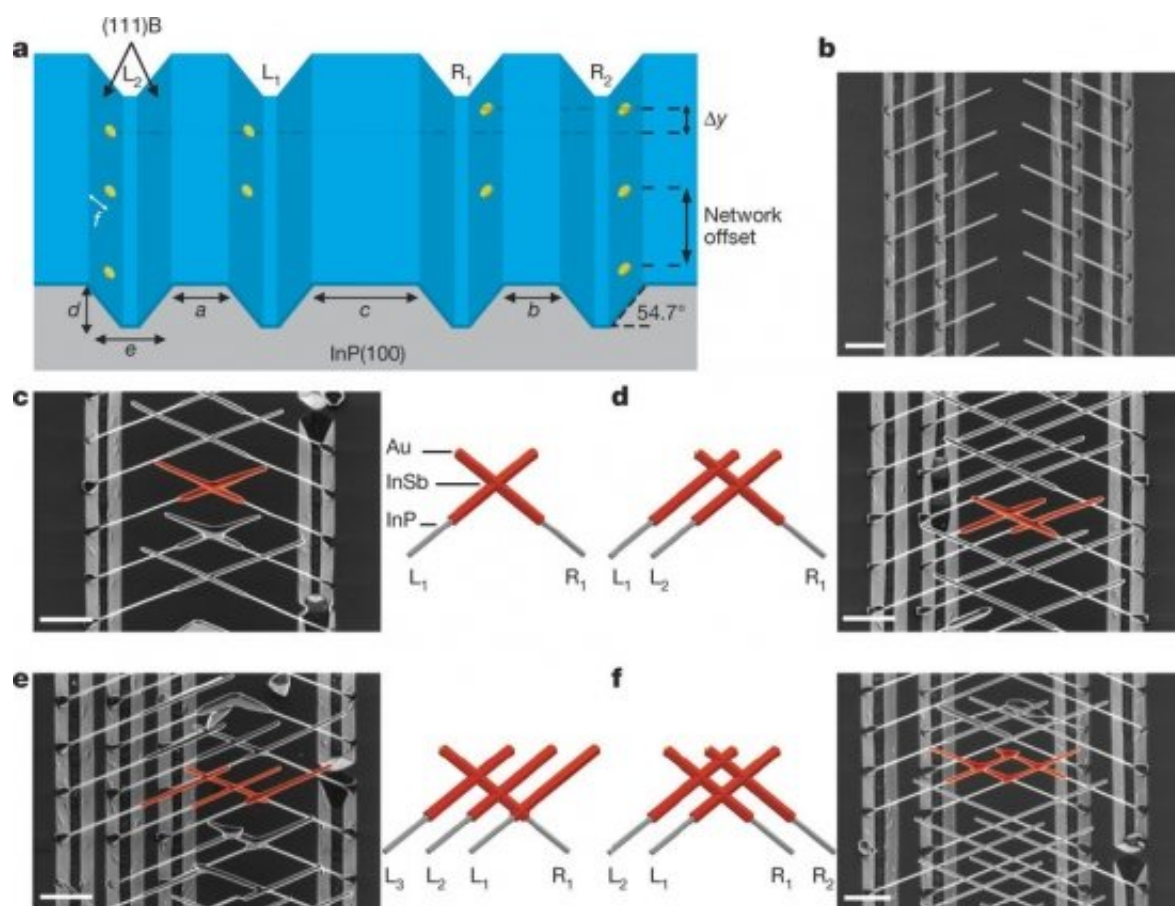 a
(111)B
L2
L1
R1
R2
Δy
f
Network
offset
d
a
c
b
54.7°
e
InP(100)
b
c
Au
InSb
InP
L1
R1
d
L1
L2
R1
e
L3
L2
L1
R1
f
L2
L1
R1
R2